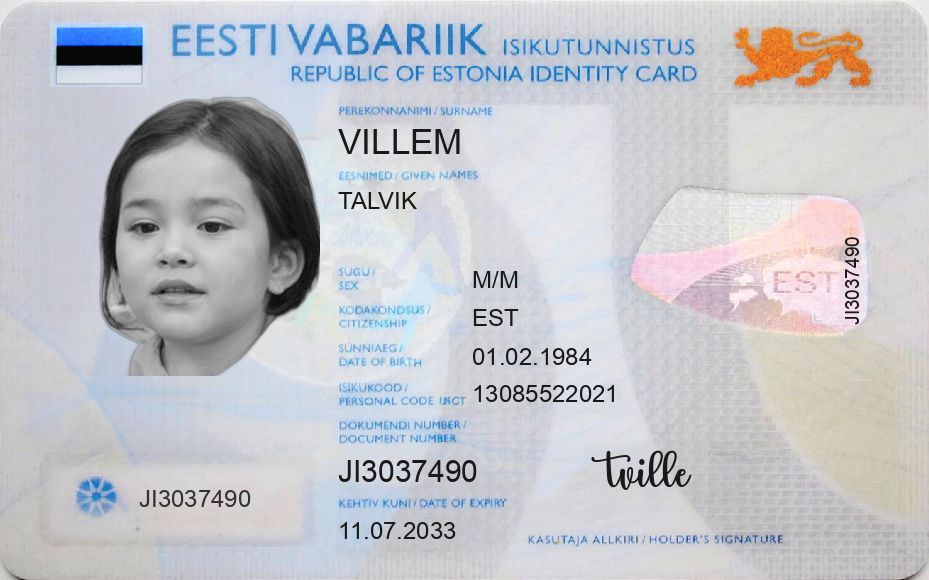 EESTI VABARIIK ISIKUTUNNISTUS
REPUBLIC OF ESTONIA IDENTITY CARD
PEREKONNANIMI / SURNAME
VILLEM
EESNIMED / GIVEN NAMES
TALVIK
SUGU /
SEX
M/M
KODAKONDSUS /
CITIZENSHIP
EST
SÜNNIAEG /
DATE OF BIRTH
01.02.1984
ISIKUKOOD /
PERSONAL CODE
13085522021
DOKUMENDI NUMBER /
DOCUMENT NUMBER
JI3037490
KEHTIV KUNI / DATE OF EXPIRY
11.07.2033
JI3037490
EST
JI3037490
tville
KASUTAJA ALLKIRI / HOLDER'S SIGNATURE